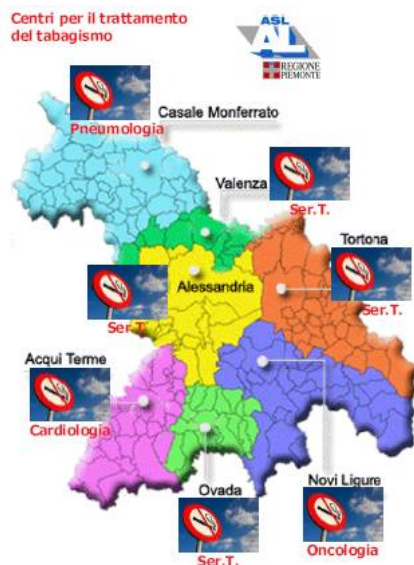 Centri per il trattamento
del tabagismo
ASL
AL
REGIONE
PIEMONTE
Pneumologia
Casale Monferrato
Valenza
Ser.T.
Tortona
Alessandria
Ser.T.
Ser.T.
Acqui Terme
Cardiologia
Ovada
Novi Ligure
Ser.T.
Oncologia